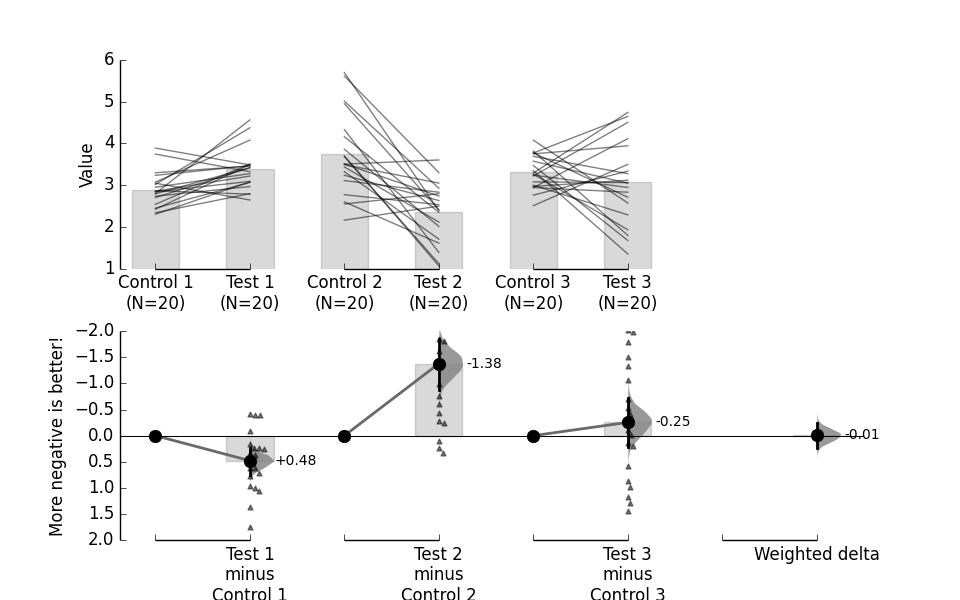 6
5
4
3
2
1
Value
Control 1
(N=20)
Test 1
(N=20)
Control 2
(N=20)
Test 2
(N=20)
Control 3
(N=20)
Test 3
(N=20)
−2.0
−1.5
−1.0
−0.5
0.0
0.5
1.0
1.5
2.0
More negative is better!
+0.48
-1.38
-0.25
-0.01
Test 1
minus
Control 1
Test 2
minus
Control 2
Test 3
minus
Control 3
Weighted delta